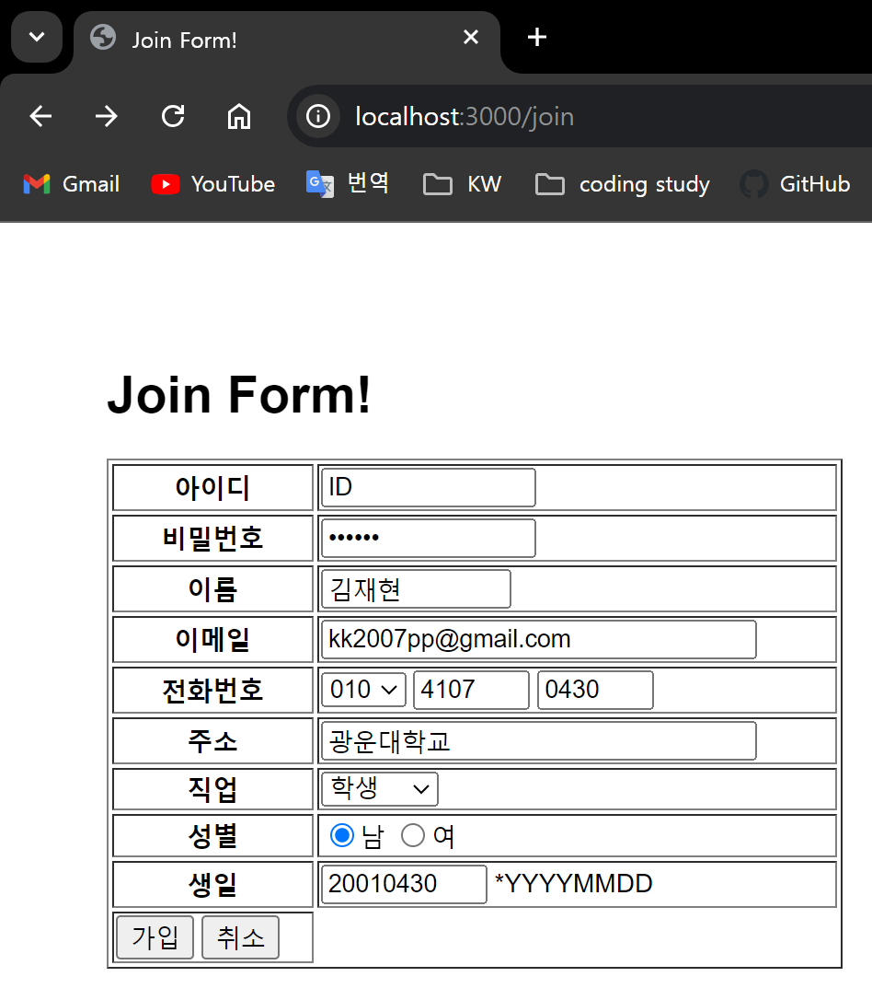 Join Form!
localhost:3000/join
Gmail YouTube 번역 KW coding study GitHub
Join Form!
아이디 ID
비밀번호 ••••••
이름 김재현
이메일 kk2007pp@gmail.com
전화번호 010 4107 0430
주소 광운대학교
직업 학생
성별 남 여
생일 20010430 *YYYYMMDD
가입 취소